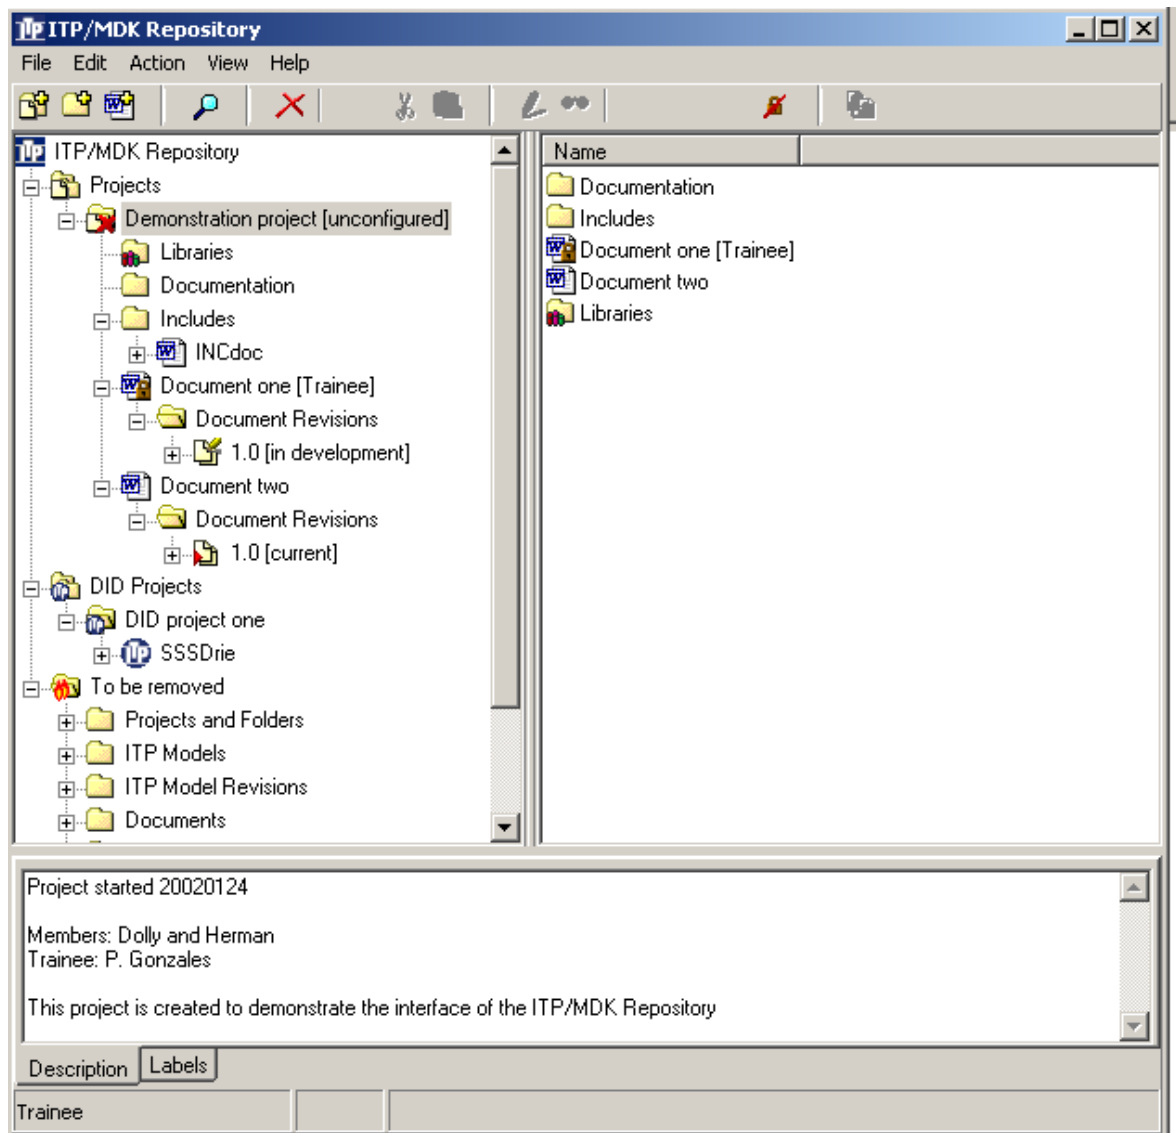 ITP/MDK Repository
File Edit Action View Help
ITP/MDK Repository
Projects
Demonstration project [unconfigured]
Libraries
Documentation
Includes
INCdoc
Document one [Trainee]
Document Revisions
1.0 [in development]
Document two
Document Revisions
1.0 [current]
DID Projects
DID project one
SSSDrie
To be removed
Projects and Folders
ITP Models
ITP Model Revisions
Documents
Name
Documentation
Includes
Document one [Trainee]
Document two
Libraries
Project started 20020124
Members: Dolly and Herman
Trainee: P. Gonzales
This project is created to demonstrate the interface of the ITP/MDK Repository
Description Labels
Trainee